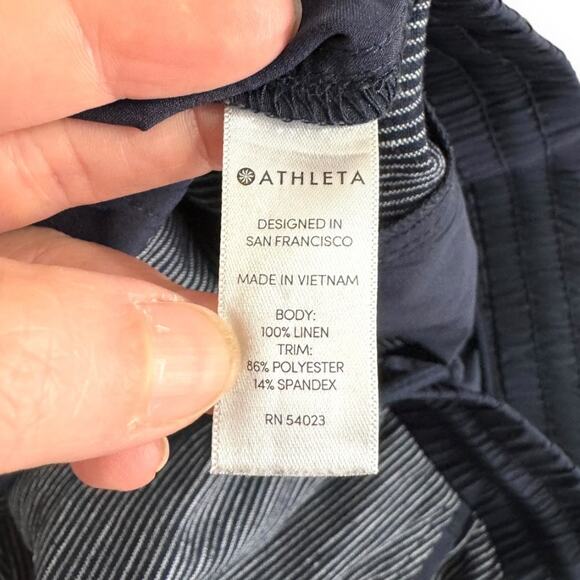 ATHLETA
DESIGNED IN
SAN FRANCISCO
MADE IN VIETNAM
BODY:
100% LINEN
TRIM:
86% POLYESTER
14% SPANDEX
RN 54023